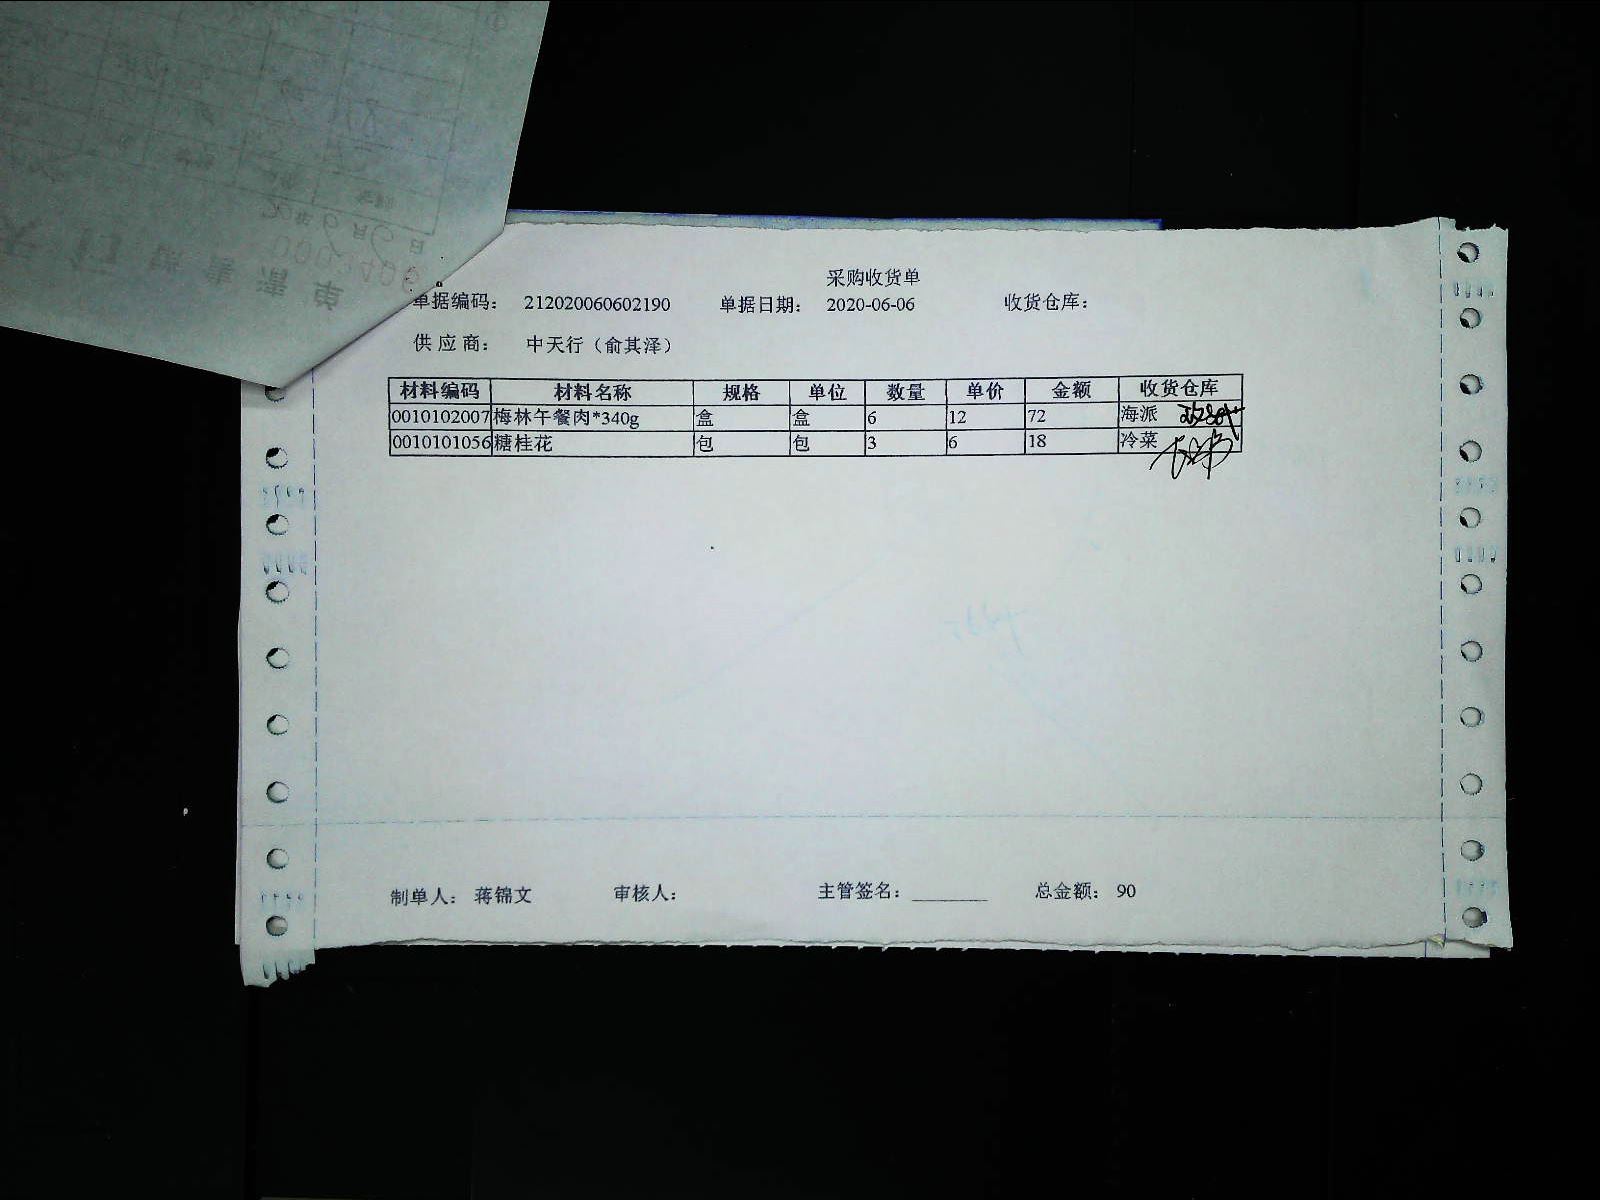 采购收货单
单据编码： 212020060602190 单据日期： 2020-06-06 收货仓库：
供应商： 中天行（俞其泽）
材料编码 材料名称 规格 单位 数量 单价 金额 收货仓库
0010102007 梅林午餐肉*340g 盒 盒 6 12 72 海派
0010101056 糖桂花 包 包 3 6 18 冷菜
制单人： 蒋锦文 审核人： 主管签名：________ 总金额： 90